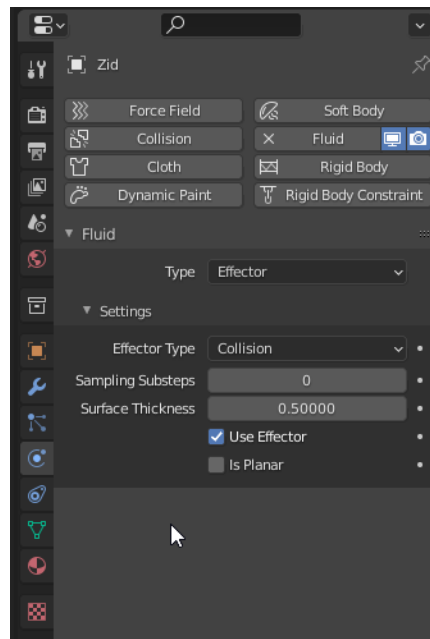 Zid
Force Field Soft Body
Collision Fluid
Cloth Rigid Body
Dynamic Paint Rigid Body Constraint
Fluid
Type Effector
Settings
Effector Type Collision
Sampling Substeps 0
Surface Thickness 0.50000
Use Effector
Is Planar